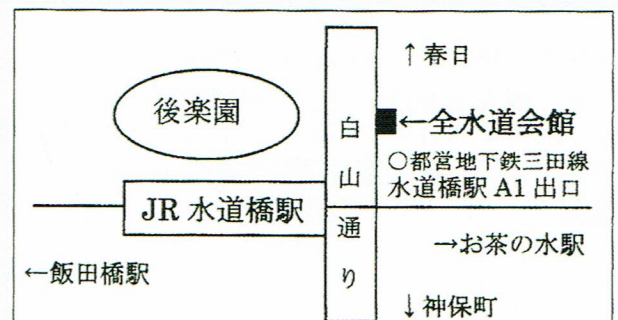 ↑春日
後楽園
←全水道会館
白山通り
○都営地下鉄三田線
水道橋駅 A1 出口
JR 水道橋駅
→お茶の水駅
←飯田橋駅
↓神保町